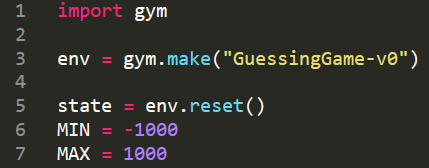 1 import gym
2
3 env = gym.make("GuessingGame-v0")
4
5 state = env.reset()
6 MIN = -1000
7 MAX = 1000